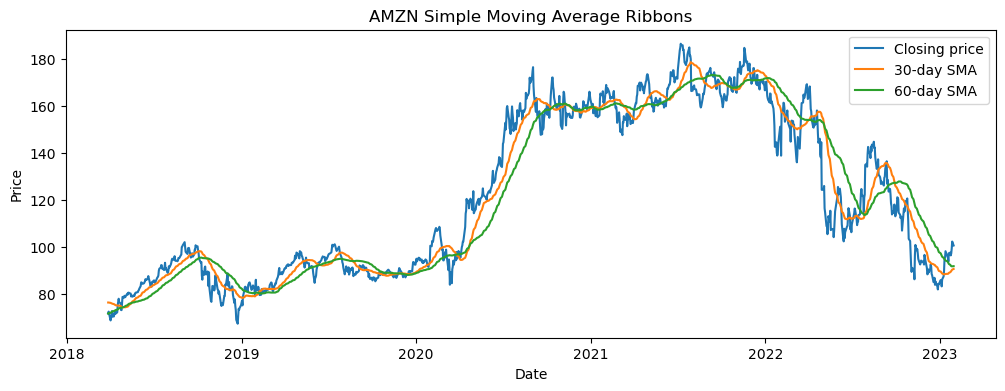 AMZN Simple Moving Average Ribbons
Closing price
30-day SMA
60-day SMA
180
160
140
120
100
80
Price
2018
2019
2020
2021
2022
2023
Date